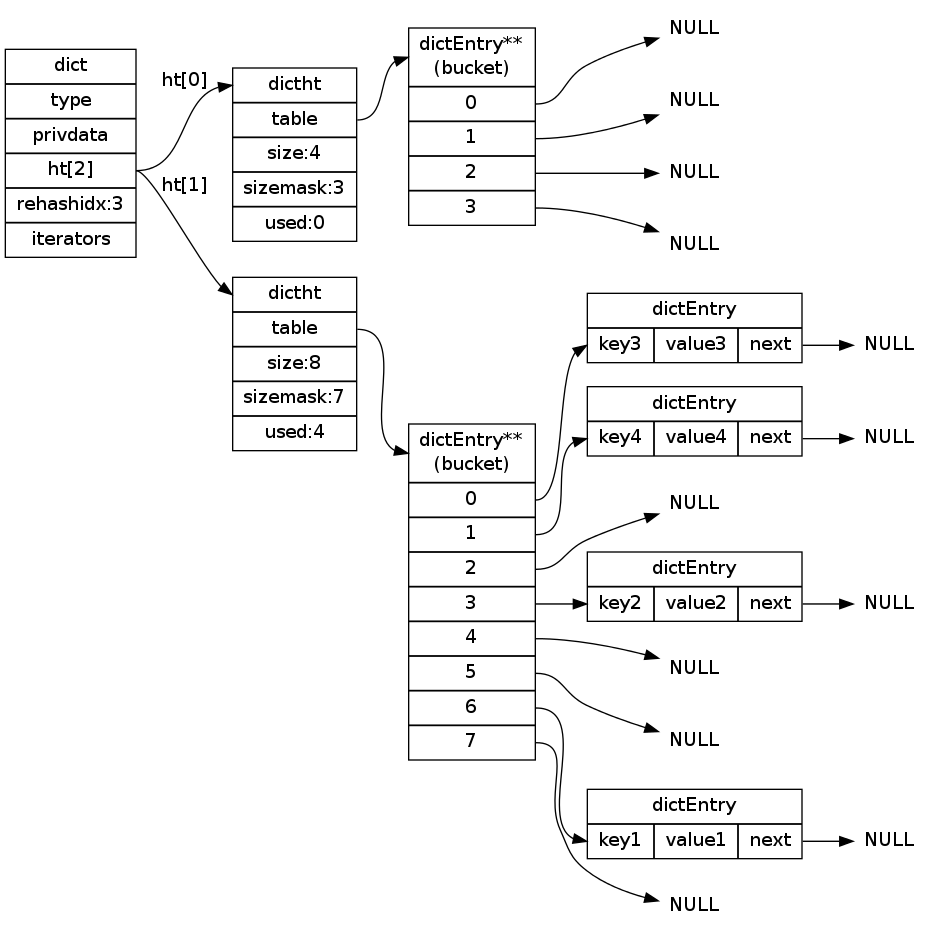 dict
type
privdata
ht[2]
rehashidx:3
iterators
ht[0]
ht[1]
dictht
table
size:4
sizemask:3
used:0
dictEntry**
(bucket)
0
1
2
3
NULL
NULL
NULL
NULL
dictht
table
size:8
sizemask:7
used:4
dictEntry**
(bucket)
0
1
2
3
4
5
6
7
dictEntry
key3 value3 next NULL
dictEntry
key4 value4 next NULL
NULL
dictEntry
key2 value2 next NULL
NULL
NULL
dictEntry
key1 value1 next NULL
NULL